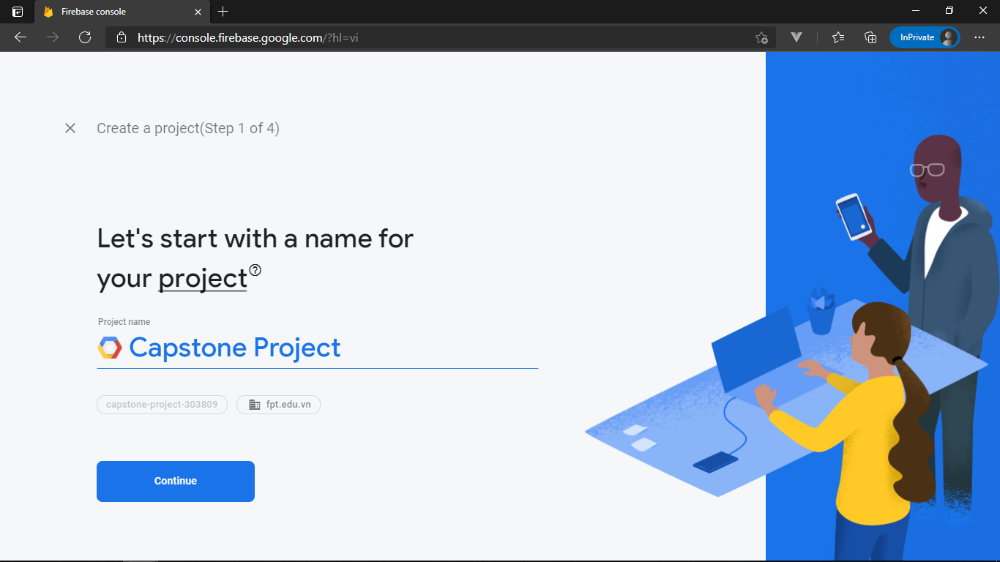 Firebase console
https://console.firebase.google.com/?hl=vi
InPrivate
Create a project(Step 1 of 4)
Let's start with a name for
your project
Project name
Capstone Project
capstone-project-303809
fpt.edu.vn
Continue